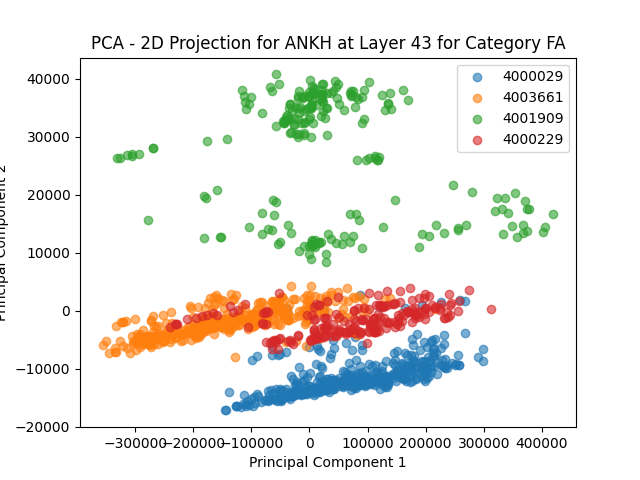 PCA - 2D Projection for ANKH at Layer 43 for Category FA
4000029
4003661
4001909
4000229
40000
30000
20000
10000
0
−10000
−20000
Principal Component 2
−300000 −200000 −100000 0 100000 200000 300000 400000
Principal Component 1